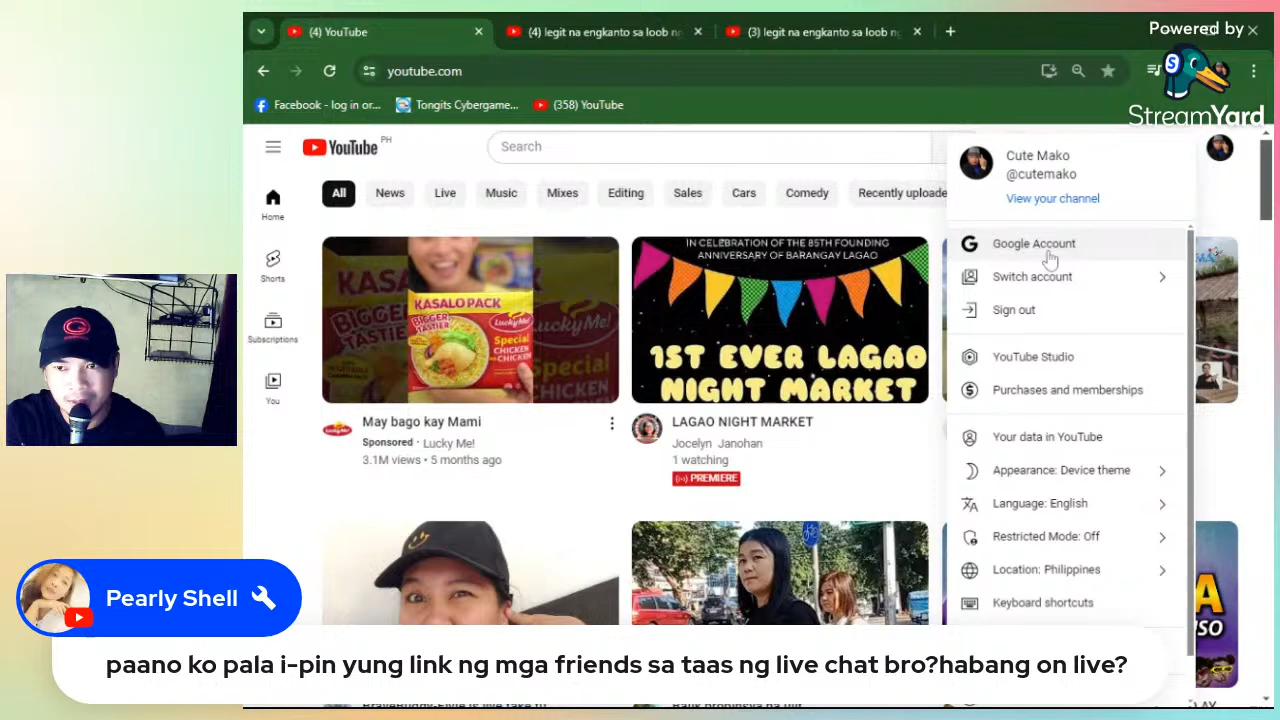 (4) YouTube
(4) legit na engkanto sa loob n
(3) legit na engkanto sa loob ng
Powered by
StreamYard
youtube.com
Facebook - log in or...
Tongits Cybergame...
(358) YouTube
YouTube PH
Search
Cute Mako
@cutemako
View your channel
All
News
Live
Music
Mixes
Editing
Sales
Cars
Comedy
Recently uploade
Home
Shorts
Subscriptions
You
KASALO PACK
BIGGER, TASTIER
Lucky Me!
Special
CHICKEN
IN CELEBRATION OF THE 85TH FOUNDING
ANNIVERSARY OF BARANGAY LAGAO
1ST EVER LAGAO
NIGHT MARKET
May bago kay Mami
Sponsored · Lucky Me!
3.1M views • 5 months ago
LAGAO NIGHT MARKET
Jocelyn Janohan
1 watching
PREMIERE
Google Account
Switch account
Sign out
YouTube Studio
Purchases and memberships
Your data in YouTube
Appearance: Device theme
Language: English
Restricted Mode: Off
Location: Philippines
Keyboard shortcuts
Pearly Shell
paano ko pala i-pin yung link ng mga friends sa taas ng live chat bro?habang on live?